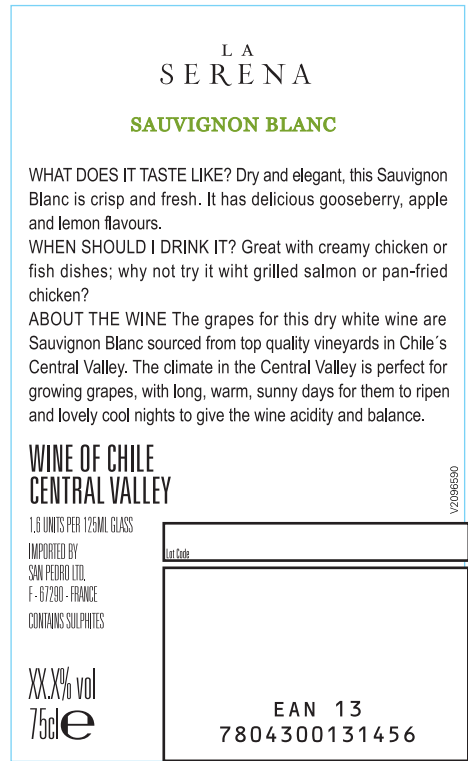 LA
SERENA
SAUVIGNON BLANC
WHAT DOES IT TASTE LIKE? Dry and elegant, this Sauvignon
Blanc is crisp and fresh. It has delicious gooseberry, apple
and lemon flavours.
WHEN SHOULD I DRINK IT? Great with creamy chicken or
fish dishes; why not try it wiht grilled salmon or pan-fried
chicken?
ABOUT THE WINE The grapes for this dry white wine are
Sauvignon Blanc sourced from top quality vineyards in Chile´s
Central Valley. The climate in the Central Valley is perfect for
growing grapes, with long, warm, sunny days for them to ripen
and lovely cool nights to give the wine acidity and balance.
WINE OF CHILE
CENTRAL VALLEY
1,6 UNITS PER 125ML GLASS
IMPORTED BY
SAN PEDRO LTD,
F - 67290 - FRANCE
CONTAINS SULPHITES
XX.X% vol
75cl e
V2096590
Lot Code
EAN 13
7804300131456